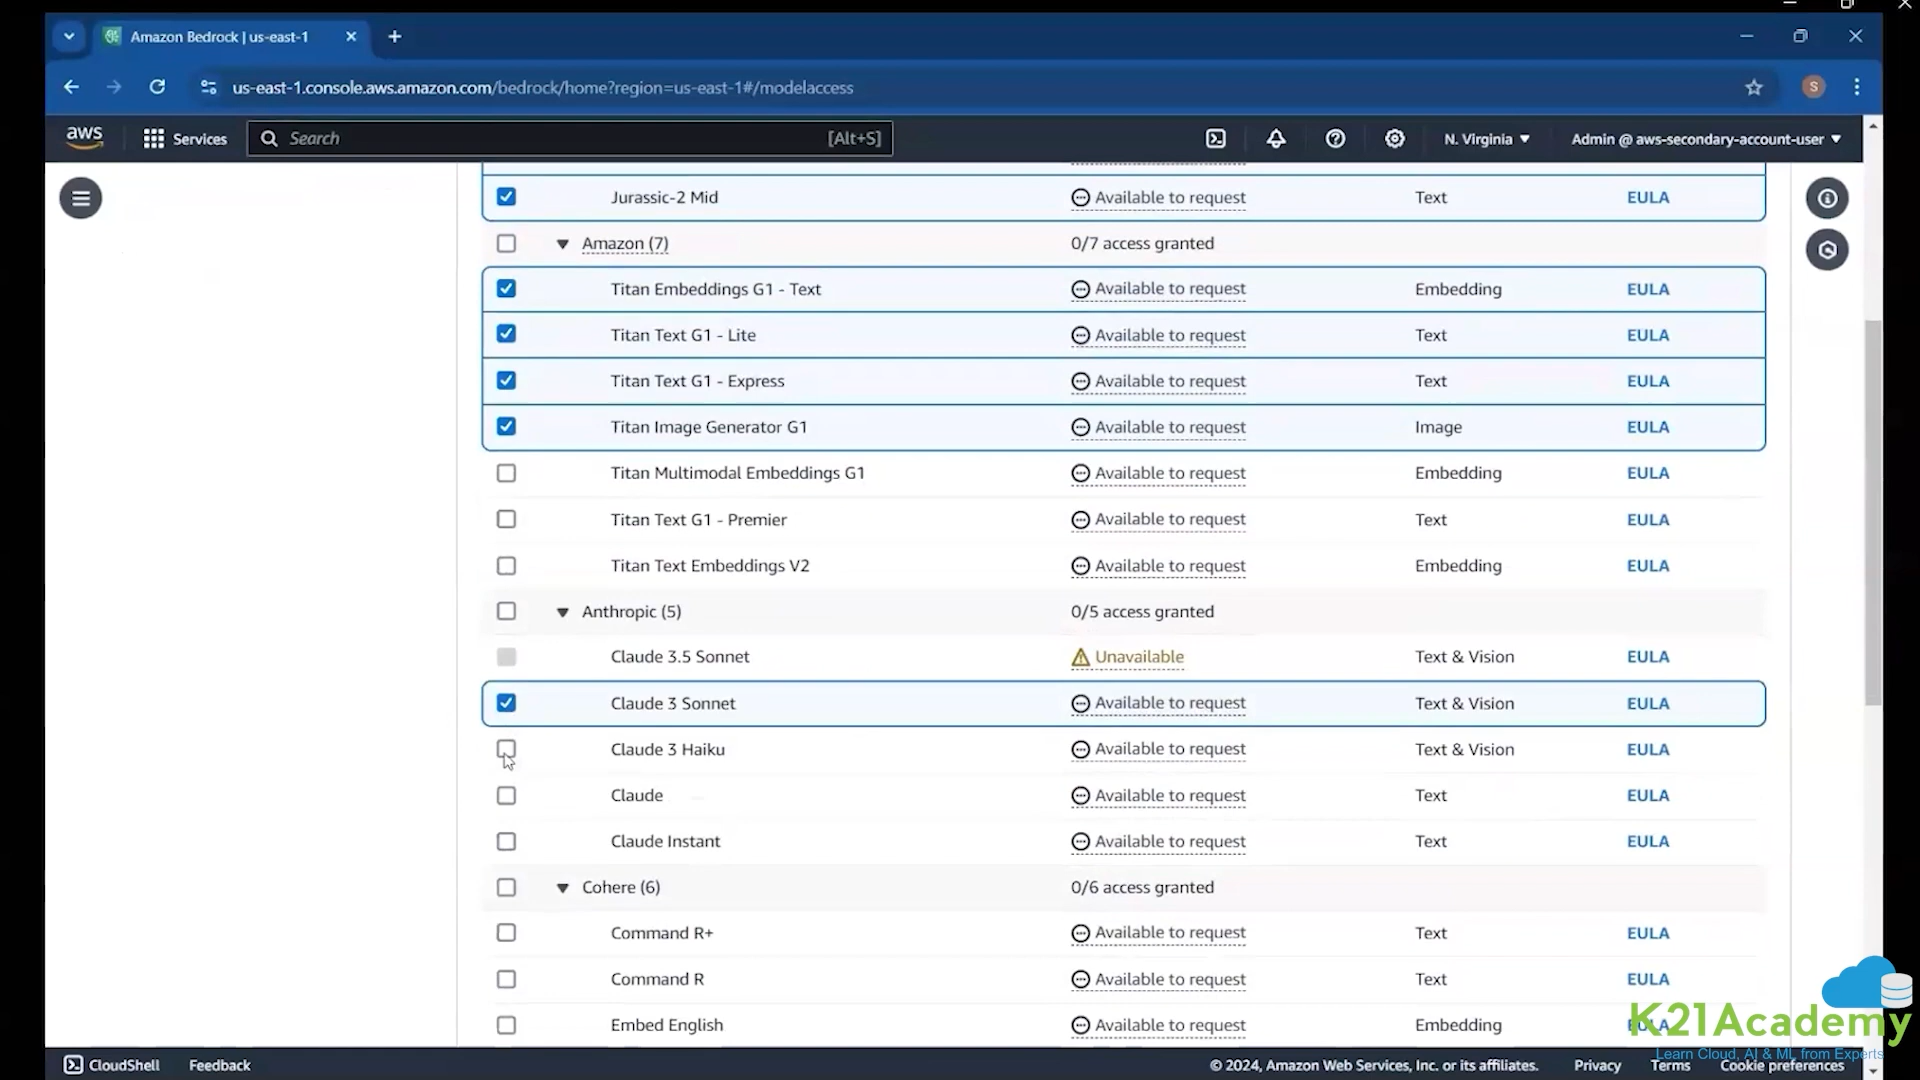 Amazon Bedrock | us-east-1
us-east-1.console.aws.amazon.com/bedrock/home?region=us-east-1#/modelaccess
S
aws Services Search [Alt+S] N. Virginia Admin @ aws-secondary-account-user
Jurassic-2 Mid Available to request Text EULA
Amazon (7) 0/7 access granted
Titan Embeddings G1 - Text Available to request Embedding EULA
Titan Text G1 - Lite Available to request Text EULA
Titan Text G1 - Express Available to request Text EULA
Titan Image Generator G1 Available to request Image EULA
Titan Multimodal Embeddings G1 Available to request Embedding EULA
Titan Text G1 - Premier Available to request Text EULA
Titan Text Embeddings V2 Available to request Embedding EULA
Anthropic (5) 0/5 access granted
Claude 3.5 Sonnet Unavailable Text & Vision EULA
Claude 3 Sonnet Available to request Text & Vision EULA
Claude 3 Haiku Available to request Text & Vision EULA
Claude Available to request Text EULA
Claude Instant Available to request Text EULA
Cohere (6) 0/6 access granted
Command R+ Available to request Text EULA
Command R Available to request Text EULA
Embed English Available to request Embedding EULA
K21Academy
Learn Cloud, AI & ML from Experts
CloudShell Feedback © 2024, Amazon Web Services, Inc. or its affiliates. Privacy Terms Cookie preferences